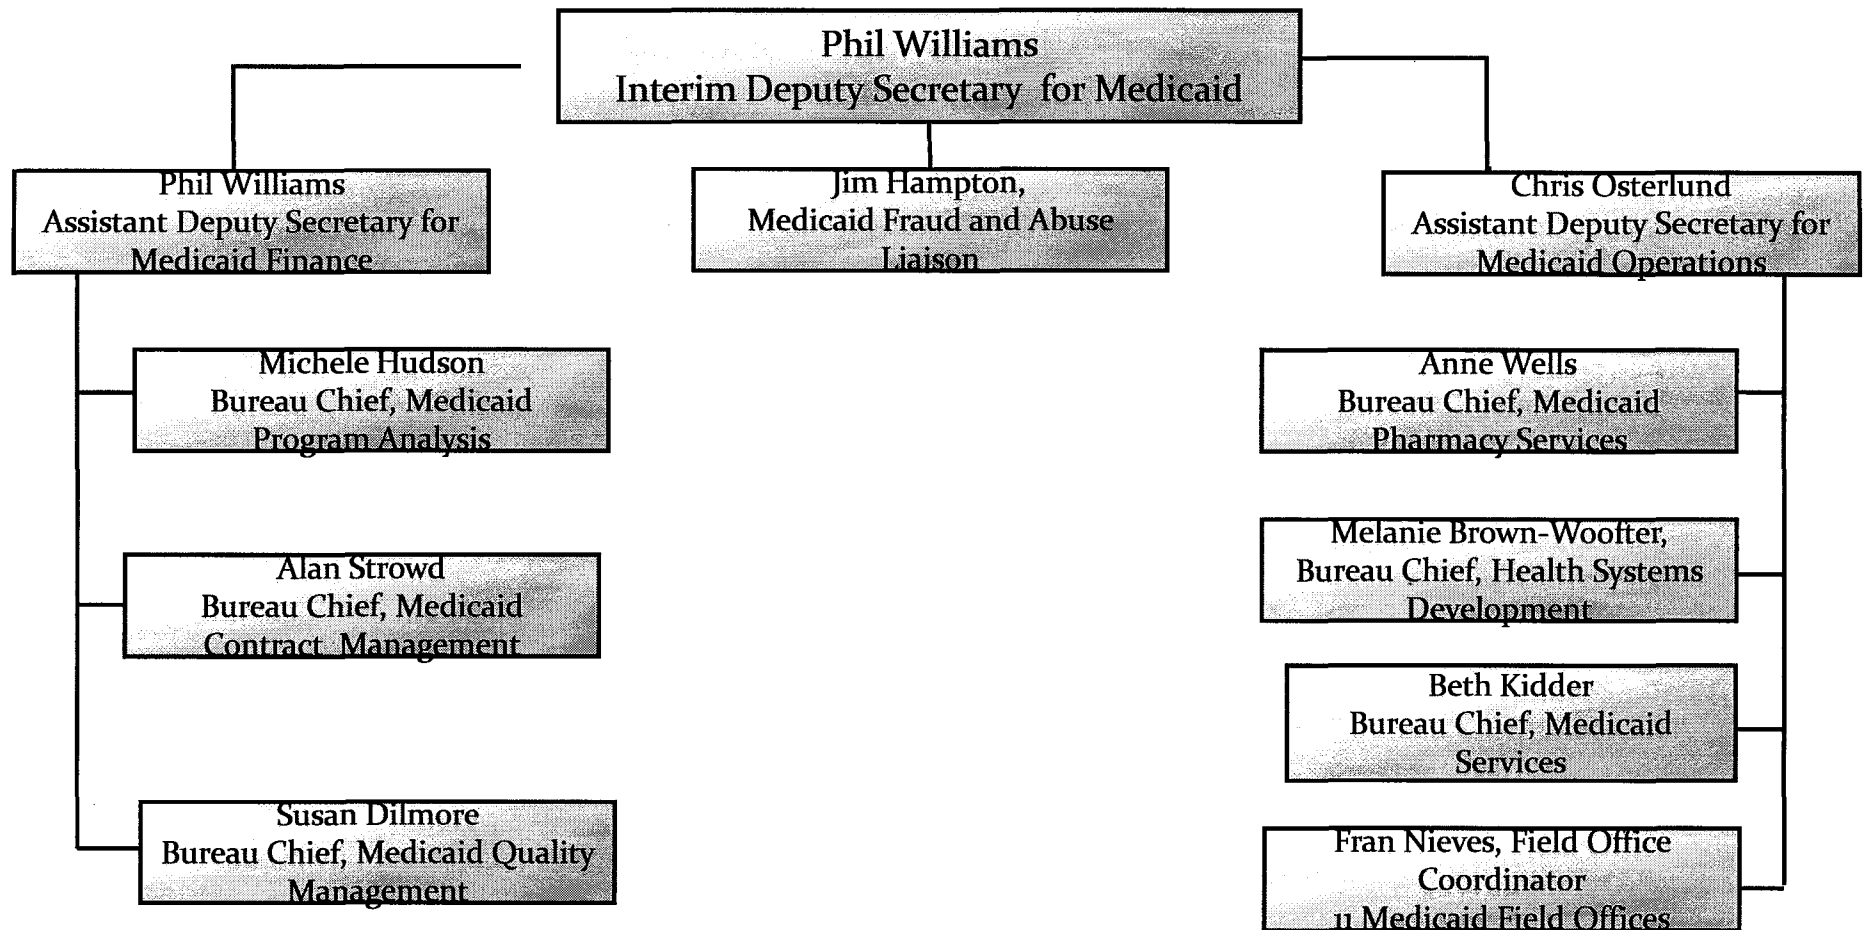 Phil Williams
Interim Deputy Secretary for Medicaid
Phil Williams
Assistant Deputy Secretary for
Medicaid Finance
Jim Hampton,
Medicaid Fraud and Abuse
Liaison
Chris Osterlund
Assistant Deputy Secretary for
Medicaid Operations
Michele Hudson
Bureau Chief, Medicaid
Program Analysis
Alan Strowd
Bureau Chief, Medicaid
Contract Management
Susan Dilmore
Bureau Chief, Medicaid Quality
Management
Anne Wells
Bureau Chief, Medicaid
Pharmacy Services
Melanie Brown-Woofter,
Bureau Chief, Health Systems
Development
Beth Kidder
Bureau Chief, Medicaid
Services
Fran Nieves, Field Office
Coordinator
11 Medicaid Field Offices